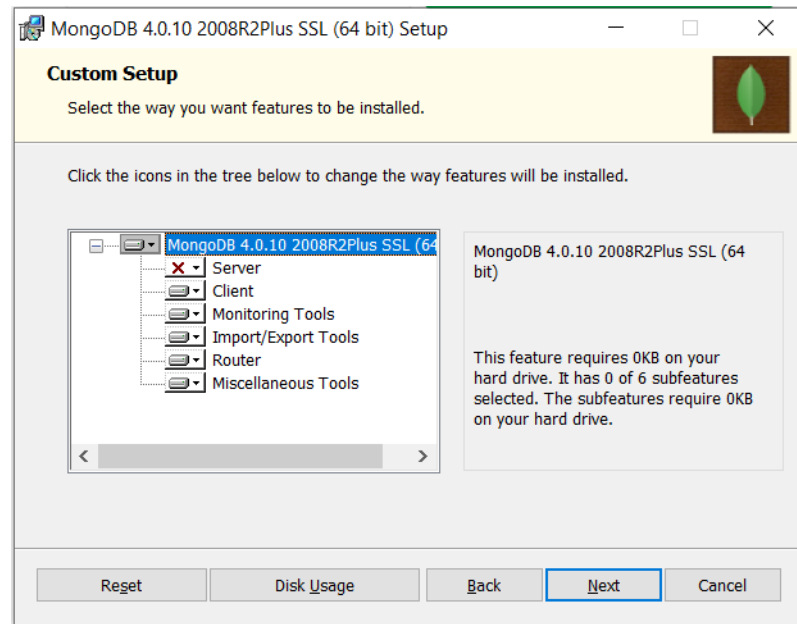 MongoDB 4.0.10 2008R2Plus SSL (64 bit) Setup
Custom Setup
Select the way you want features to be installed.
Click the icons in the tree below to change the way features will be installed.
MongoDB 4.0.10 2008R2Plus SSL (64
Server
Client
Monitoring Tools
Import/Export Tools
Router
Miscellaneous Tools
MongoDB 4.0.10 2008R2Plus SSL (64
bit)
This feature requires 0KB on your
hard drive. It has 0 of 6 subfeatures
selected. The subfeatures require 0KB
on your hard drive.
Reset
Disk Usage
Back
Next
Cancel